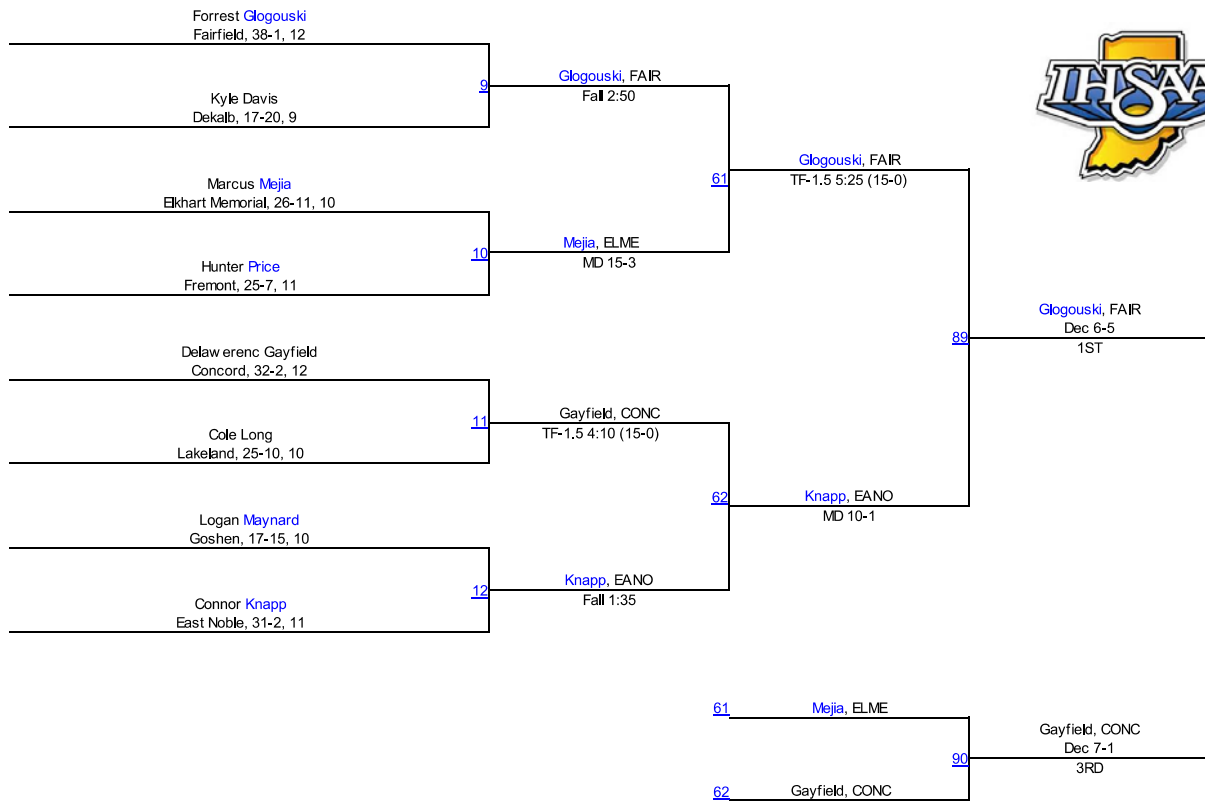 Forrest Glogouski
Fairfield, 38-1, 12
9
Glogouski, FAIR
Fall 2:50
Kyle Davis
Dekalb, 17-20, 9
61
Glogouski, FAIR
TF-1.5 5:25 (15-0)
IHSAA
Marcus Mejia
Elkhart Memorial, 26-11, 10
10
Mejia, ELME
MD 15-3
Hunter Price
Fremont, 25-7, 11
89
Glogouski, FAIR
Dec 6-5
1ST
Delawerenc Gayfield
Concord, 32-2, 12
11
Gayfield, CONC
TF-1.5 4:10 (15-0)
Cole Long
Lakeland, 25-10, 10
62
Knapp, EANO
MD 10-1
Logan Maynard
Goshen, 17-15, 10
12
Knapp, EANO
Fall 1:35
Connor Knapp
East Noble, 31-2, 11
61
Mejia, ELME
90
Gayfield, CONC
Dec 7-1
3RD
62
Gayfield, CONC